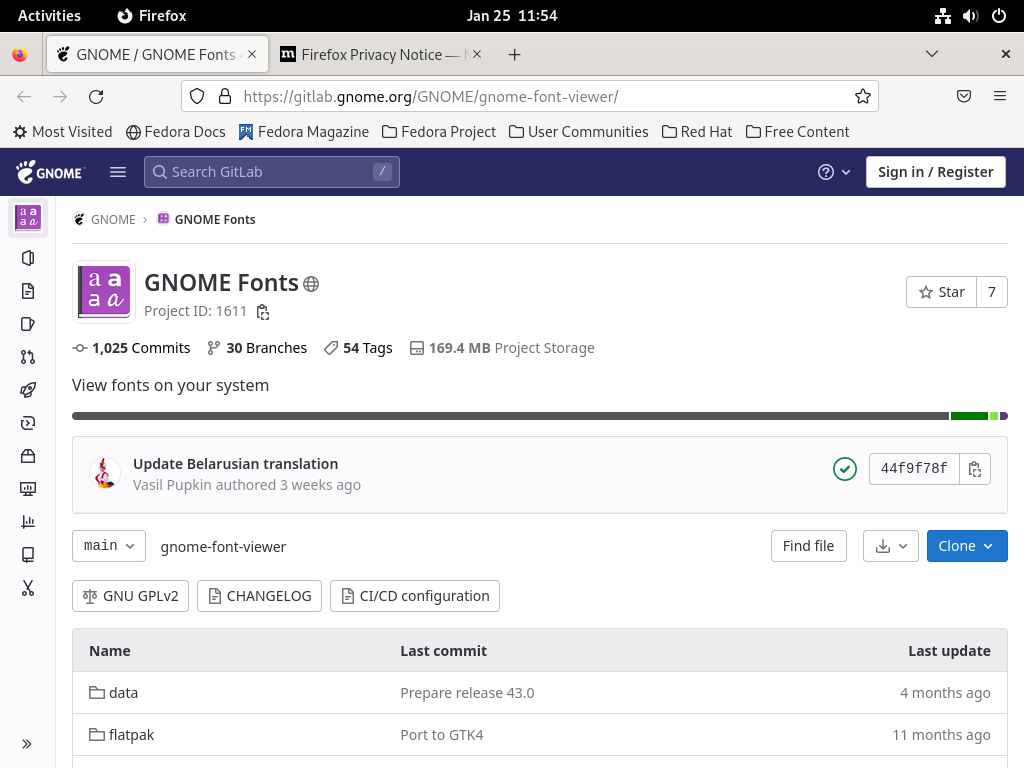 Activities Firefox Jan 25 11:54
GNOME / GNOME Fonts Firefox Privacy Notice —
https://gitlab.gnome.org/GNOME/gnome-font-viewer/
Most Visited Fedora Docs Fedora Magazine Fedora Project User Communities Red Hat Free Content
GNOME Search GitLab / Sign in / Register
GNOME › GNOME Fonts
GNOME Fonts
Project ID: 1611
Star 7
1,025 Commits 30 Branches 54 Tags 169.4 MB Project Storage
View fonts on your system
Update Belarusian translation
Vasil Pupkin authored 3 weeks ago
44f9f78f
main gnome-font-viewer Find file Clone
GNU GPLv2 CHANGELOG CI/CD configuration
Name Last commit Last update
data Prepare release 43.0 4 months ago
flatpak Port to GTK4 11 months ago